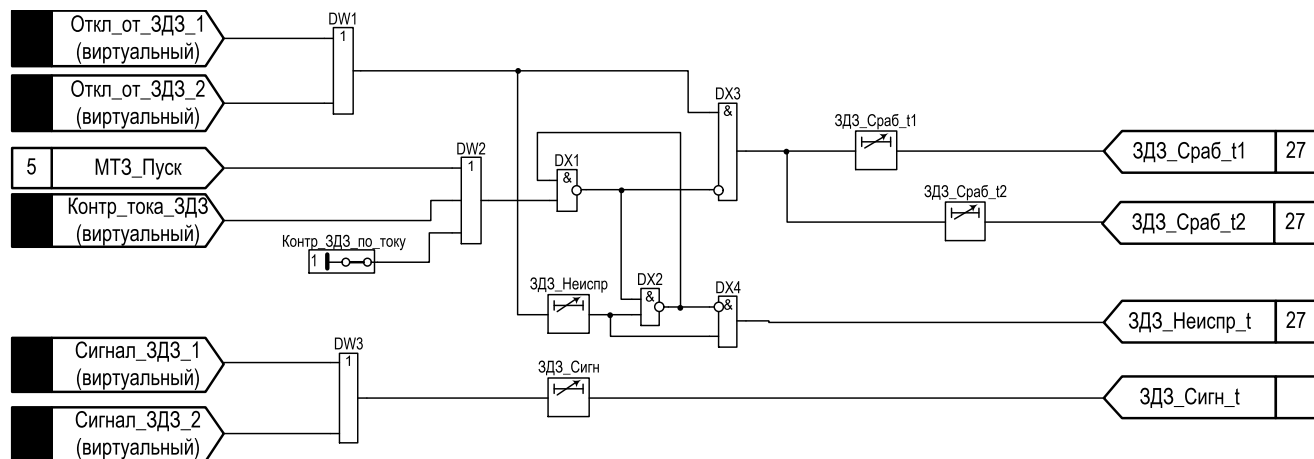 Откл_от_ЗДЗ_1
(виртуальный)
DW1
1
Откл_от_ЗДЗ_2
(виртуальный)
DX3
&
ЗДЗ_Сраб_t1
ЗДЗ_Сраб_t1
27
5
МТЗ_Пуск
DW2
1
DX1
&
Контр_тока_ЗДЗ
(виртуальный)
ЗДЗ_Сраб_t2
ЗДЗ_Сраб_t2
27
Контр_ЗДЗ_по_току
1
ЗДЗ_Неиспр
DX2
&
DX4
&
ЗДЗ_Неиспр_t
27
Сигнал_ЗДЗ_1
(виртуальный)
DW3
1
ЗДЗ_Сигн
ЗДЗ_Сигн_t
Сигнал_ЗДЗ_2
(виртуальный)